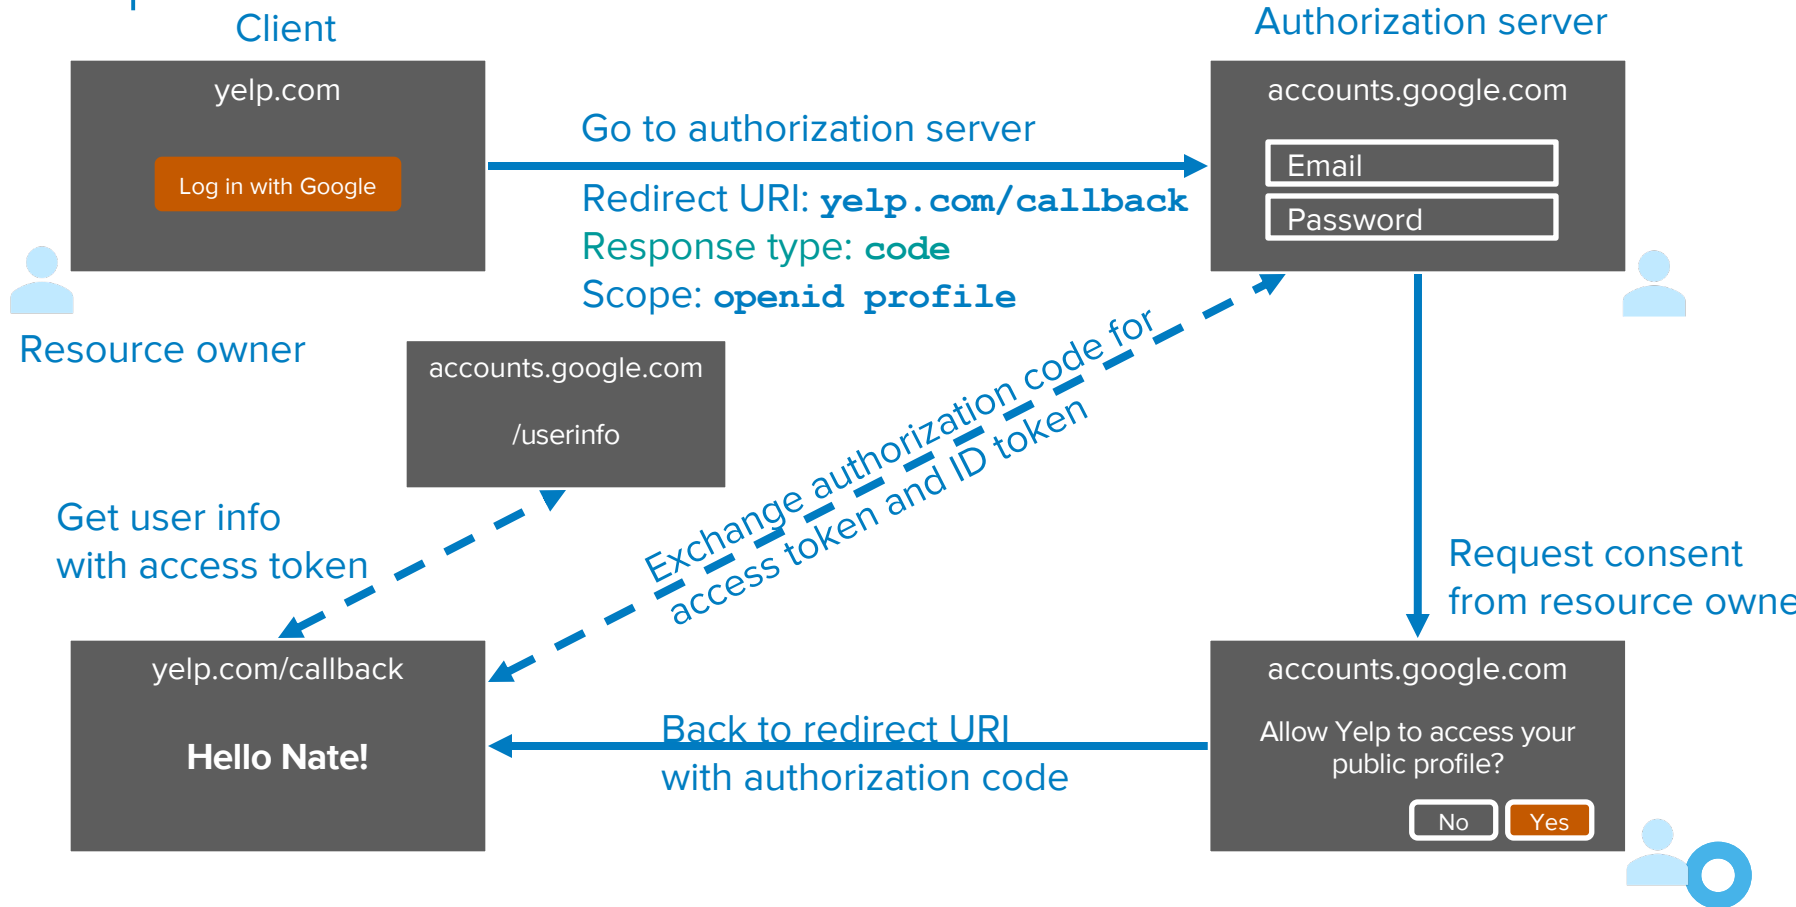 Client
Authorization server
yelp.com
Log in with Google
Go to authorization server
Redirect URI: yelp.com/callback
Response type: code
Scope: openid profile
accounts.google.com
Email
Password
Resource owner
accounts.google.com
/userinfo
Exchange authorization code for
access token and ID token
Get user info
with access token
Request consent
from resource owne
yelp.com/callback
Hello Nate!
Back to redirect URI
with authorization code
accounts.google.com
Allow Yelp to access your
public profile?
No
Yes